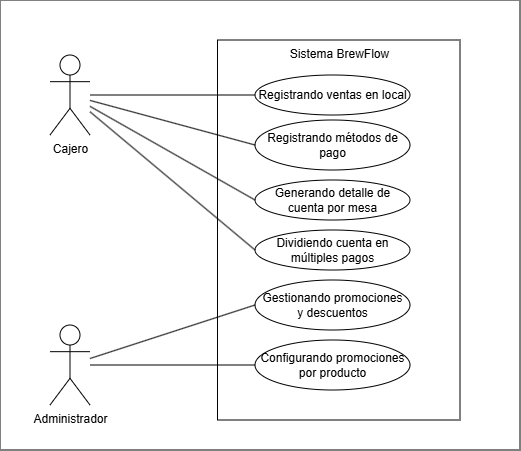 Sistema BrewFlow
Registrando ventas en local
Registrando métodos de
pago
Cajero
Generando detalle de
cuenta por mesa
Dividiendo cuenta en
múltiples pagos
Gestionando promociones
y descuentos
Configurando promociones
por producto
Administrador